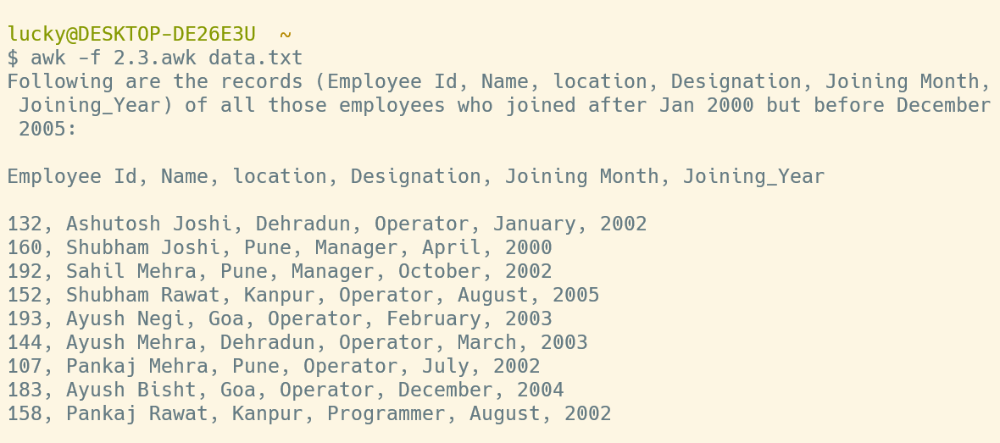 lucky@DESKTOP-DE26E3U ~
$ awk -f 2.3.awk data.txt
Following are the records (Employee Id, Name, location, Designation, Joining Month,
Joining_Year) of all those employees who joined after Jan 2000 but before December
2005:
Employee Id, Name, location, Designation, Joining Month, Joining_Year
132, Ashutosh Joshi, Dehradun, Operator, January, 2002
160, Shubham Joshi, Pune, Manager, April, 2000
192, Sahil Mehra, Pune, Manager, October, 2002
152, Shubham Rawat, Kanpur, Operator, August, 2005
193, Ayush Negi, Goa, Operator, February, 2003
144, Ayush Mehra, Dehradun, Operator, March, 2003
107, Pankaj Mehra, Pune, Operator, July, 2002
183, Ayush Bisht, Goa, Operator, December, 2004
158, Pankaj Rawat, Kanpur, Programmer, August, 2002